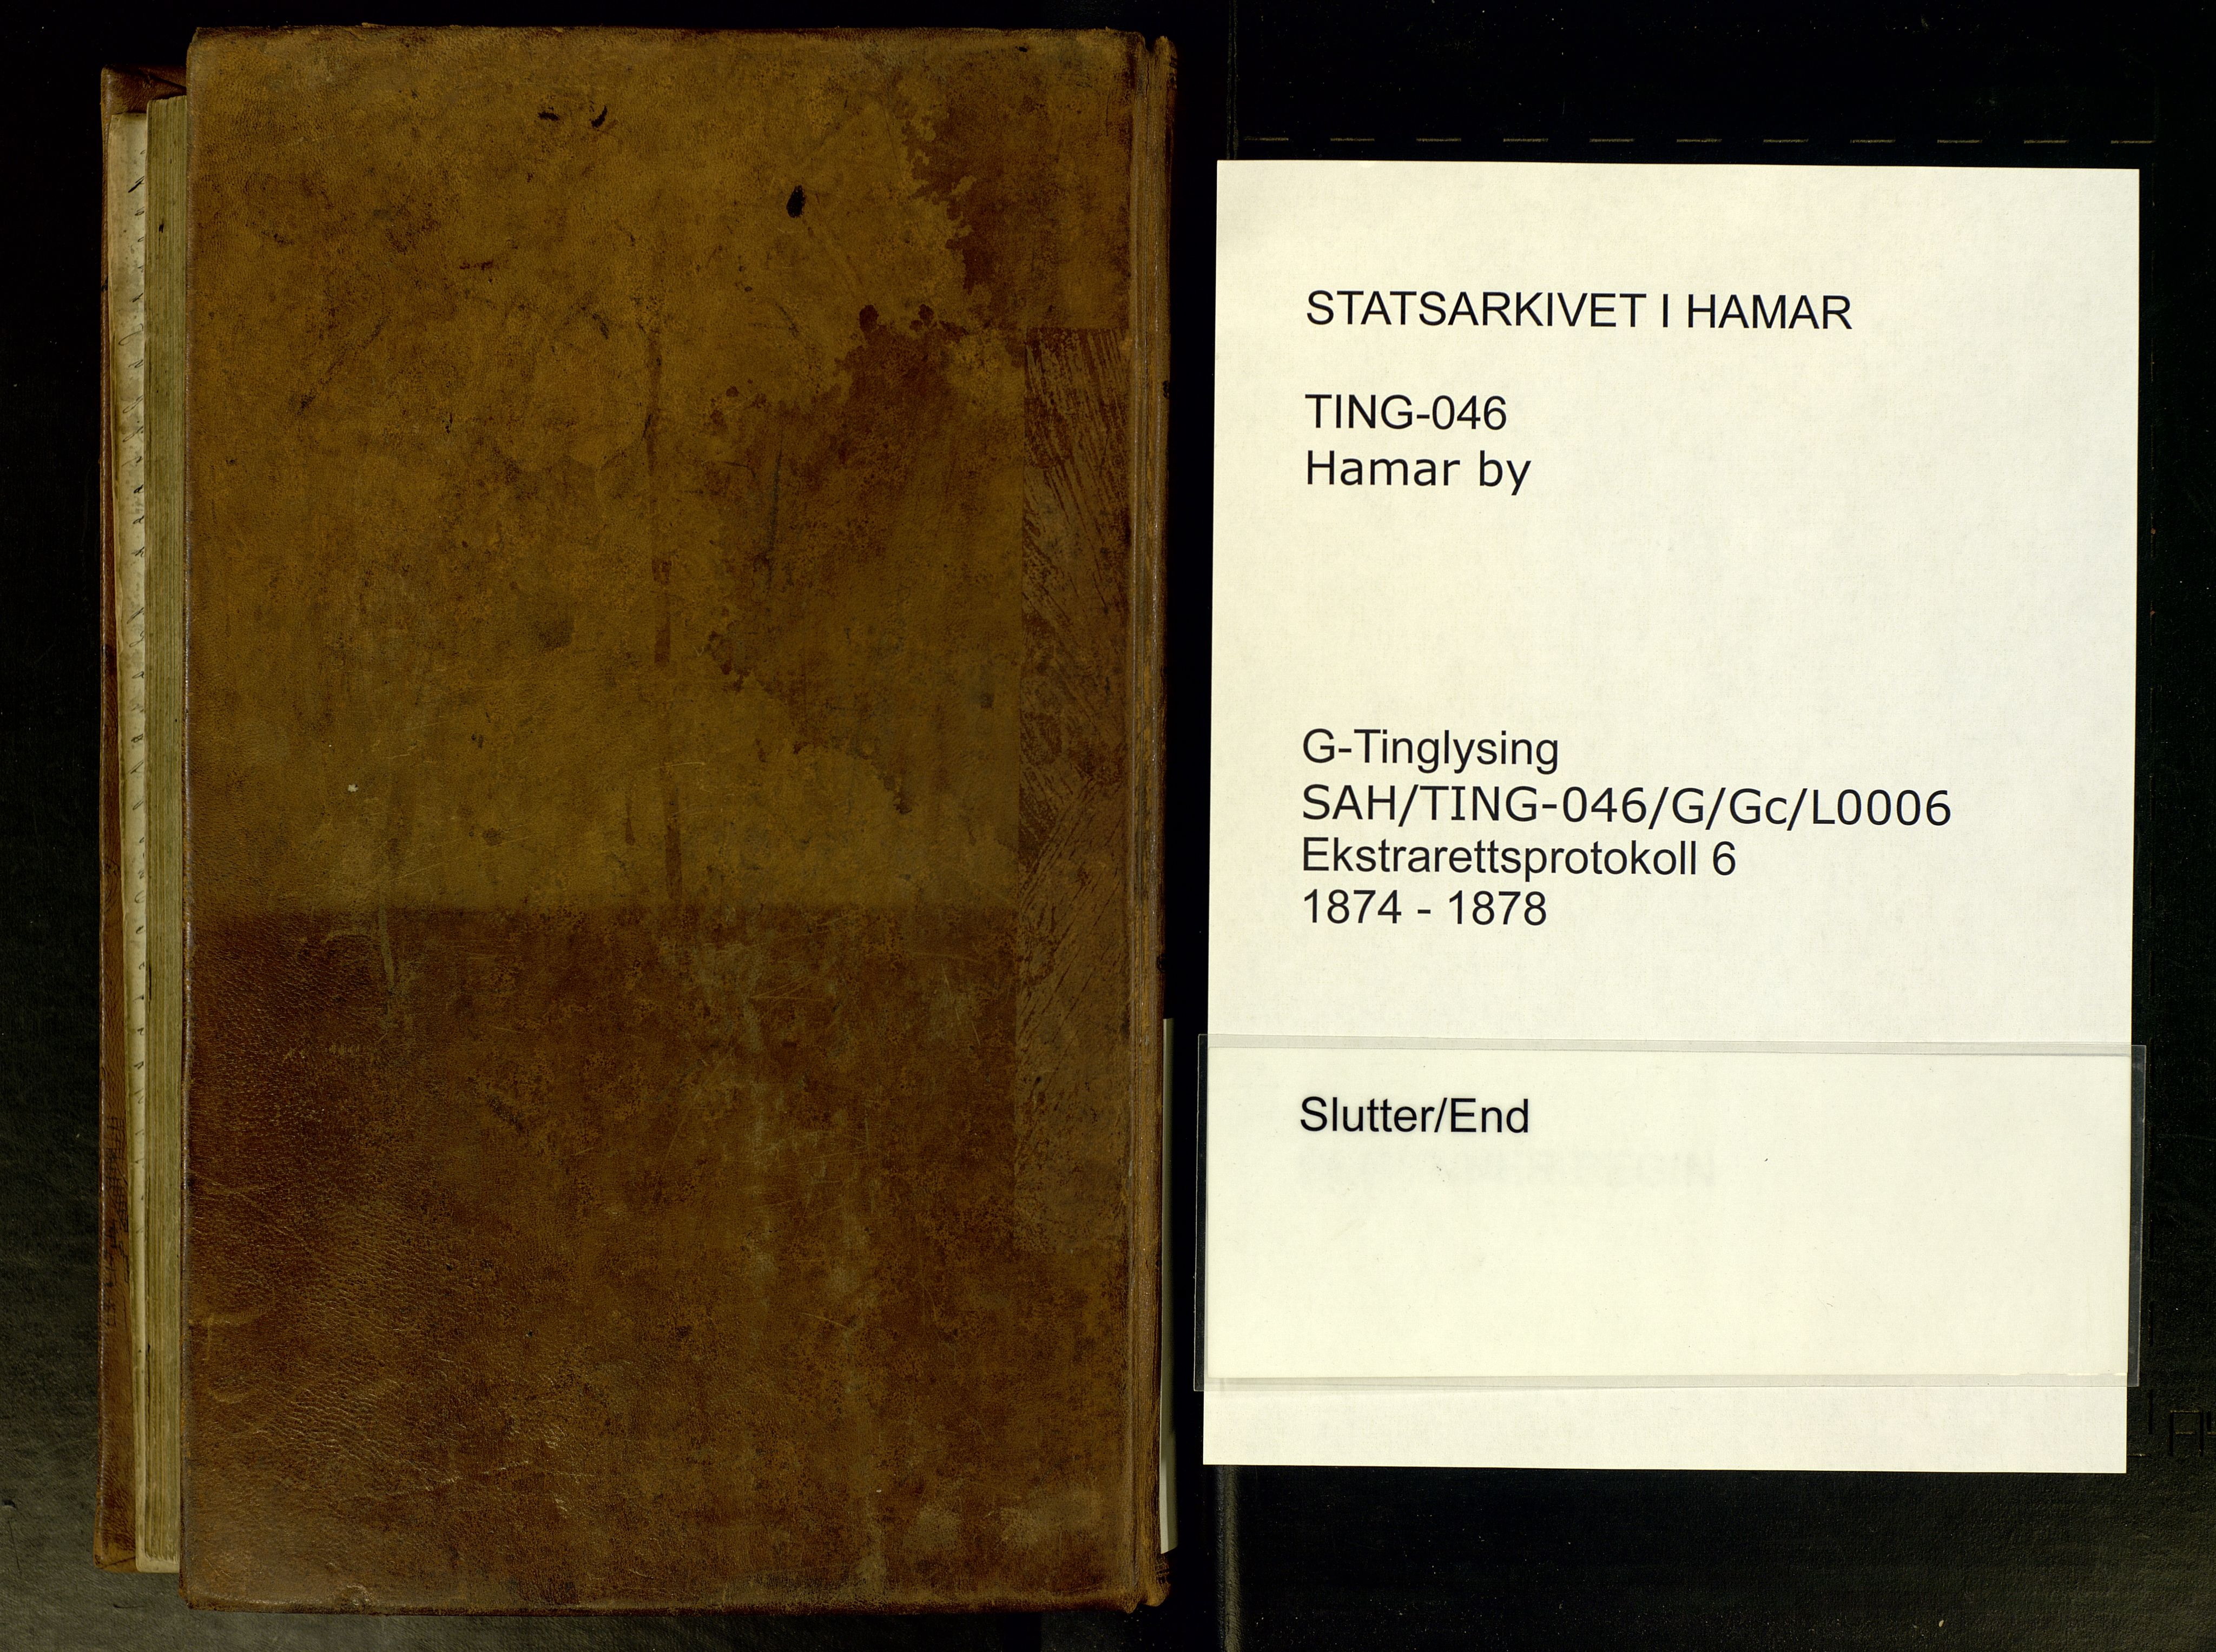 STATSARKIVET I HAMAR
TING-046
Hamar by
G-Tinglysing
SAH/TING-046/G/Gc/L0006
Ekstrarettsprotokoll 6
1874 - 1878
Slutter/End